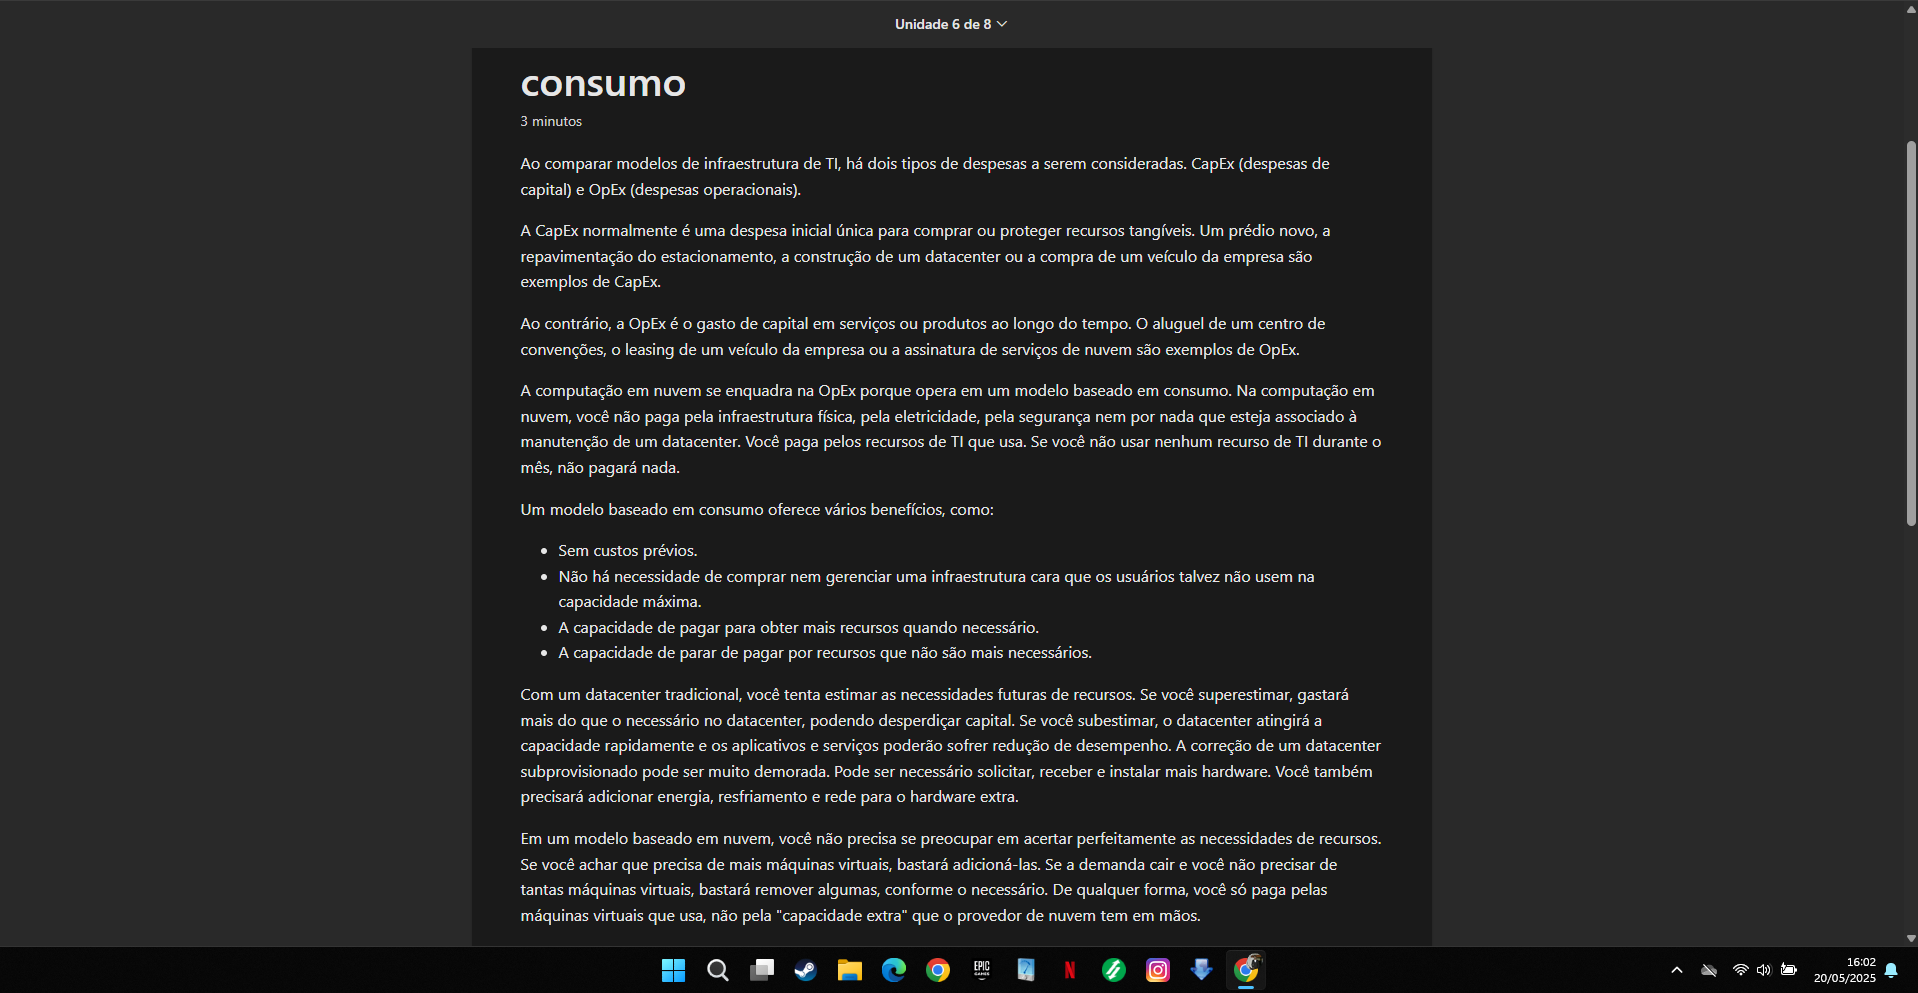 Unidade 6 de 8
consumo
3 minutos
Ao comparar modelos de infraestrutura de TI, há dois tipos de despesas a serem consideradas. CapEx (despesas de
capital) e OpEx (despesas operacionais).
A CapEx normalmente é uma despesa inicial única para comprar ou proteger recursos tangíveis. Um prédio novo, a
repavimentação do estacionamento, a construção de um datacenter ou a compra de um veículo da empresa são
exemplos de CapEx.
Ao contrário, a OpEx é o gasto de capital em serviços ou produtos ao longo do tempo. O aluguel de um centro de
convenções, o leasing de um veículo da empresa ou a assinatura de serviços de nuvem são exemplos de OpEx.
A computação em nuvem se enquadra na OpEx porque opera em um modelo baseado em consumo. Na computação em
nuvem, você não paga pela infraestrutura física, pela eletricidade, pela segurança nem por nada que esteja associado à
manutenção de um datacenter. Você paga pelos recursos de TI que usa. Se você não usar nenhum recurso de TI durante o
mês, não pagará nada.
Um modelo baseado em consumo oferece vários benefícios, como:
• Sem custos prévios.
• Não há necessidade de comprar nem gerenciar uma infraestrutura cara que os usuários talvez não usem na
capacidade máxima.
• A capacidade de pagar para obter mais recursos quando necessário.
• A capacidade de parar de pagar por recursos que não são mais necessários.
Com um datacenter tradicional, você tenta estimar as necessidades futuras de recursos. Se você superestimar, gastará
mais do que o necessário no datacenter, podendo desperdiçar capital. Se você subestimar, o datacenter atingirá a
capacidade rapidamente e os aplicativos e serviços poderão sofrer redução de desempenho. A correção de um datacenter
subprovisionado pode ser muito demorada. Pode ser necessário solicitar, receber e instalar mais hardware. Você também
precisará adicionar energia, resfriamento e rede para o hardware extra.
Em um modelo baseado em nuvem, você não precisa se preocupar em acertar perfeitamente as necessidades de recursos.
Se você achar que precisa de mais máquinas virtuais, bastará adicioná-las. Se a demanda cair e você não precisar de
tantas máquinas virtuais, bastará remover algumas, conforme o necessário. De qualquer forma, você só paga pelas
máquinas virtuais que usa, não pela "capacidade extra" que o provedor de nuvem tem em mãos.
EPIC
GAMES
N
16:02
20/05/2025